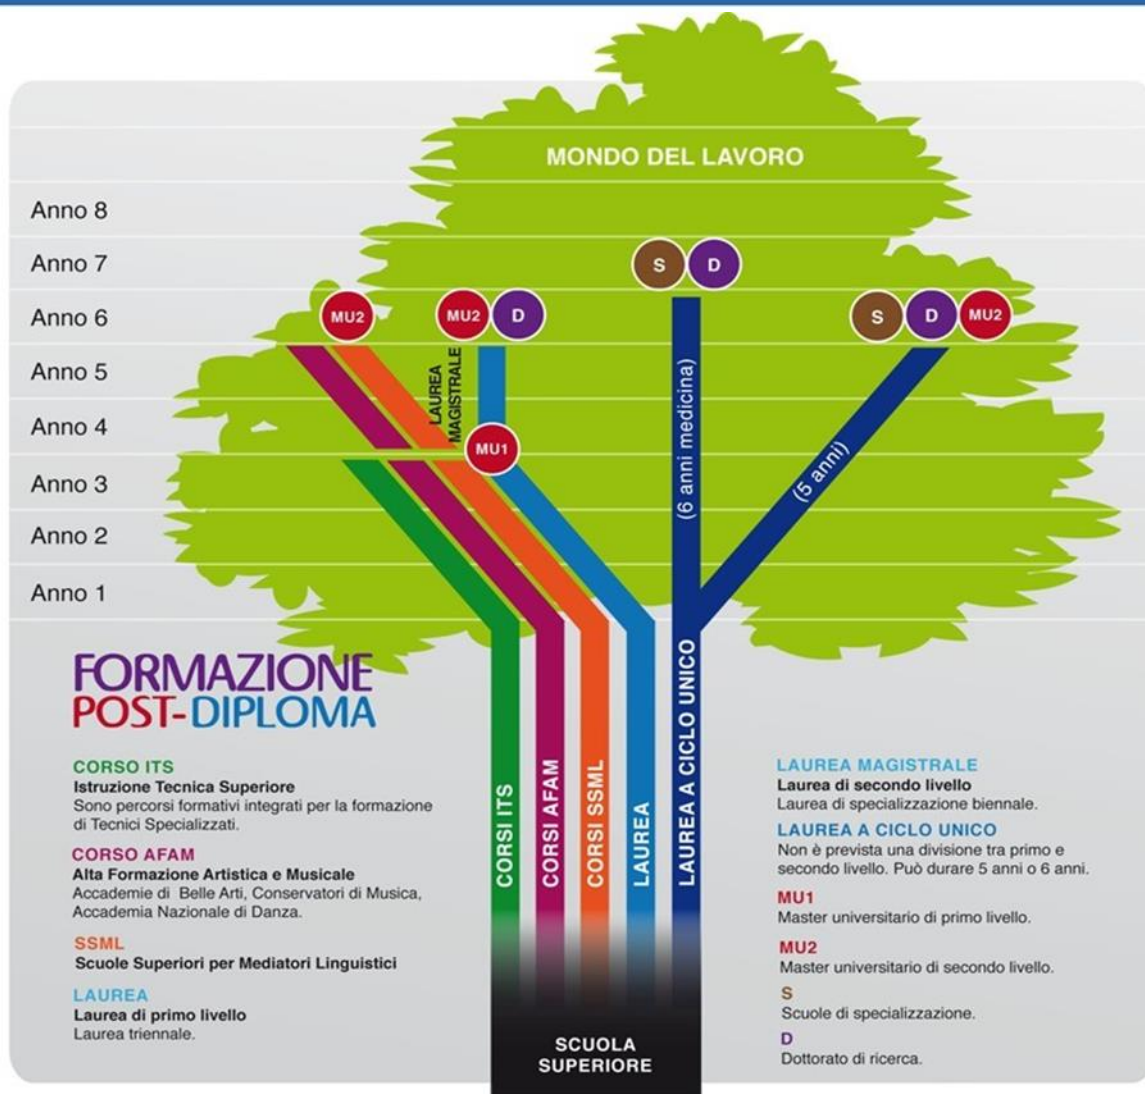 MONDO DEL LAVORO
Anno 8
Anno 7
Anno 6
Anno 5
Anno 4
Anno 3
Anno 2
Anno 1
S
D
MU2
MU2
D
S
D
MU2
LAUREA
MAGISTRALE
MU1
(6 anni medicina)
(5 anni)
CORSI ITS
CORSI AFAM
CORSI SSML
LAUREA
LAUREA A CICLO UNICO
SCUOLA
SUPERIORE
FORMAZIONE
POST-DIPLOMA
CORSO ITS
Istruzione Tecnica Superiore
Sono percorsi formativi integrati per la formazione
di Tecnici Specializzati.
CORSO AFAM
Alta Formazione Artistica e Musicale
Accademie di Belle Arti, Conservatori di Musica,
Accademia Nazionale di Danza.
SSML
Scuole Superiori per Mediatori Linguistici
LAUREA
Laurea di primo livello
Laurea triennale.
LAUREA MAGISTRALE
Laurea di secondo livello
Laurea di specializzazione biennale.
LAUREA A CICLO UNICO
Non è prevista una divisione tra primo e
secondo livello. Può durare 5 anni o 6 anni.
MU1
Master universitario di primo livello.
MU2
Master universitario di secondo livello.
S
Scuole di specializzazione.
D
Dottorato di ricerca.